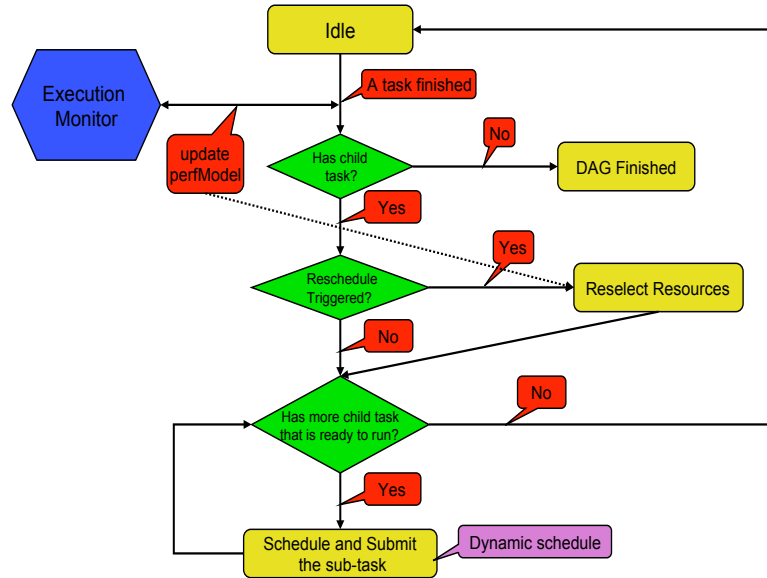 Idle
A task finished
Execution
Monitor
update
perfModel
Has child
task?
No
DAG Finished
Yes
Yes
Reschedule
Triggered?
Reselect Resources
No
Has more child task
that is ready to run?
No
Yes
Schedule and Submit
the sub-task
Dynamic schedule